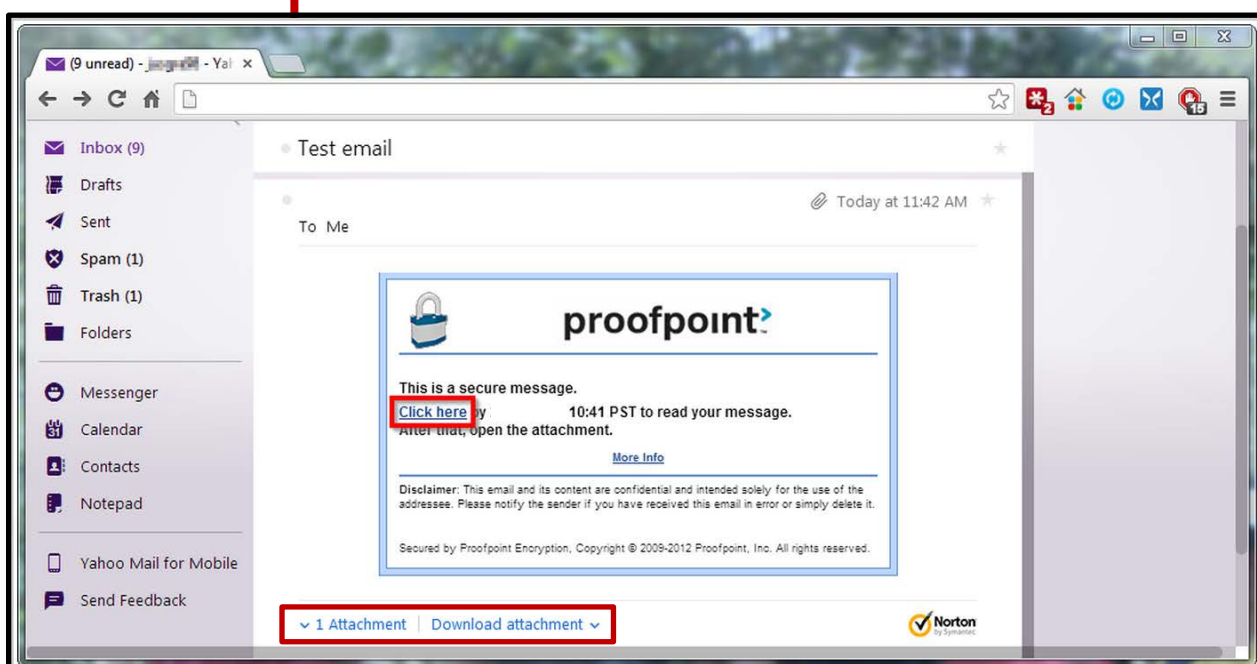 (9 unread) - - Yah
2
15
Inbox (9)
Drafts
Sent
Spam (1)
Trash (1)
Folders
31
Messenger
Calendar
Contacts
Notepad
Yahoo Mail for Mobile
Send Feedback
Test email
Today at 11:42 AM
To Me
proofpoint
This is a secure message.
Click here by 10:41 PST to read your message.
After that, open the attachment.
More Info
Disclaimer: This email and its content are confidential and intended solely for the use of the
addressee. Please notify the sender if you have received this email in error or simply delete it.
Secured by Proofpoint Encryption, Copyright © 2009-2012 Proofpoint, Inc. All rights reserved.
1 Attachment | Download attachment
Norton
by Symantec